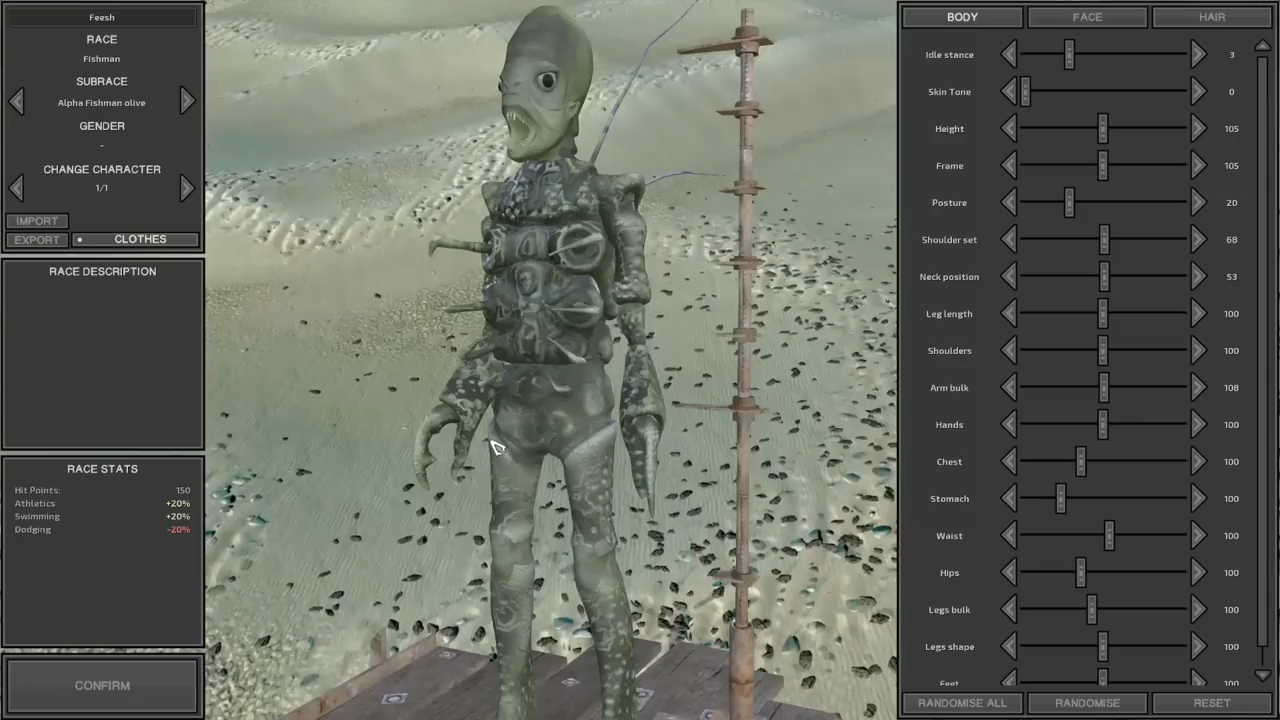 Feesh
RACE
Fishman
SUBRACE
Alpha Fishman olive
GENDER
-
CHANGE CHARACTER
1/1
IMPORT
EXPORT
CLOTHES
RACE DESCRIPTION
RACE STATS
Hit Points: 150
Athletics +20%
Swimming +20%
Dodging -20%
CONFIRM
BODY FACE HAIR
Idle stance 3
Skin Tone 0
Height 105
Frame 105
Posture 20
Shoulder set 68
Neck position 53
Leg length 100
Shoulders 100
Arm bulk 108
Hands 100
Chest 100
Stomach 100
Waist 100
Hips 100
Legs bulk 100
Legs shape 100
Feet 100
RANDOMISE ALL RANDOMISE RESET